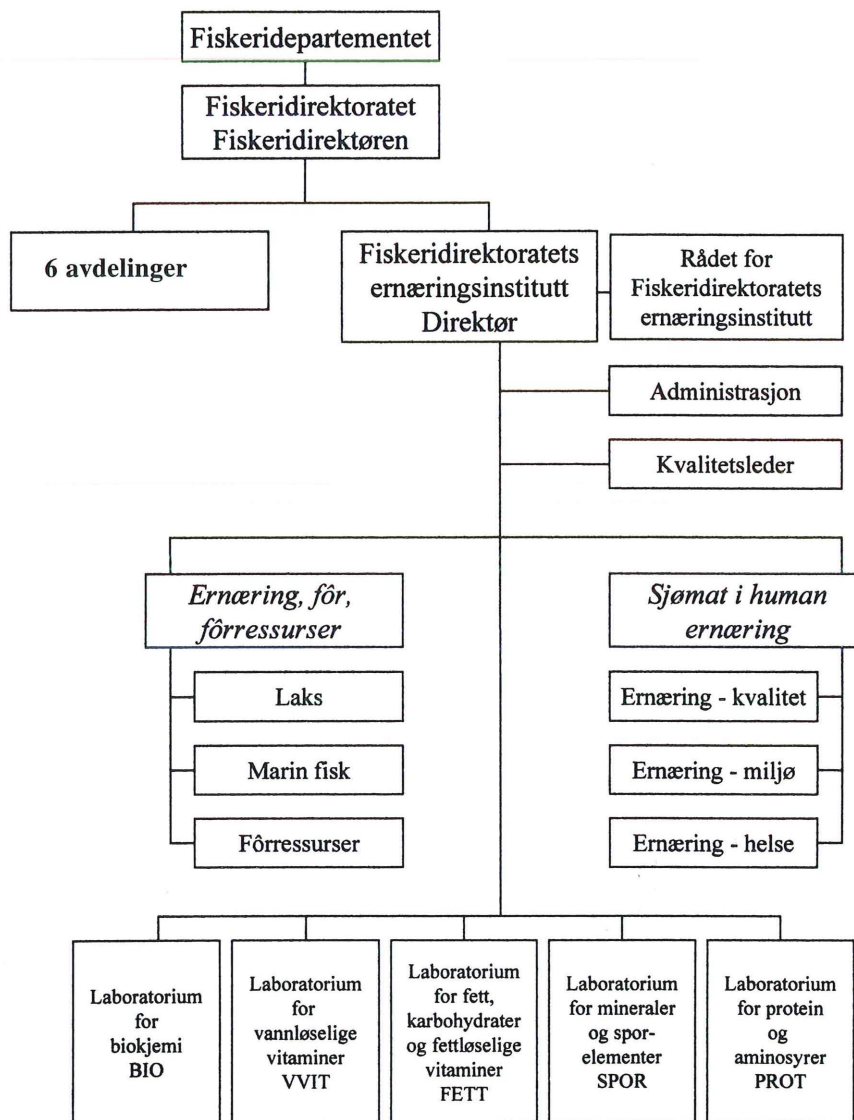 Fiskeridepartementet
Fiskeridirektoratet
Fiskeridirektøren
6 avdelinger
Fiskeridirektoratets
ernæringsinstitutt
Direktør
Rådet for
Fiskeridirektoratets
ernæringsinstitutt
Administrasjon
Kvalitetsleder
Ernæring, fôr,
fôrressurser
Laks
Marin fisk
Fôrressurser
Sjømat i human
ernæring
Ernæring - kvalitet
Ernæring - miljø
Ernæring - helse
Laboratorium
for
biokjemi
BIO
Laboratorium
for
vannløselige
vitaminer
VVIT
Laboratorium
for fett,
karbohydrater
og fettløselige
vitaminer
FETT
Laboratorium
for mineraler
og spor-
elementer
SPOR
Laboratorium
for protein
og
aminosyrer
PROT